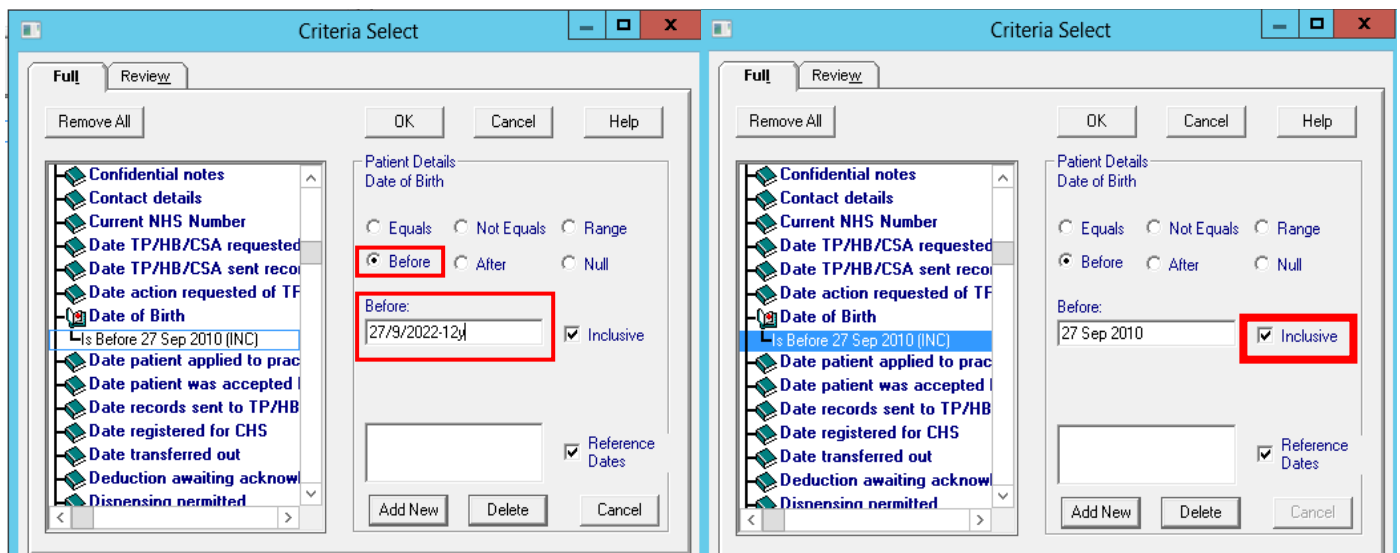 Criteria Select
Full Review
Remove All OK Cancel Help
Confidential notes
Contact details
Current NHS Number
Date TP/HB/CSA requested
Date TP/HB/CSA sent recor
Date action requested of TF
Date of Birth
Is Before 27 Sep 2010 (INC)
Date patient applied to prac
Date patient was accepted
Date records sent to TP/HB
Date registered for CHS
Date transferred out
Deduction awaiting acknowl
Dispensing permitted
Patient Details
Date of Birth
Equals Not Equals Range
Before After Null
Before:
27/9/2022-12y
Inclusive
Reference
Dates
Add New Delete Cancel
Criteria Select
Full Review
Remove All OK Cancel Help
Confidential notes
Contact details
Current NHS Number
Date TP/HB/CSA requested
Date TP/HB/CSA sent recor
Date action requested of TF
Date of Birth
Is Before 27 Sep 2010 (INC)
Date patient applied to prac
Date patient was accepted
Date records sent to TP/HB
Date registered for CHS
Date transferred out
Deduction awaiting acknowl
Dispensing permitted
Patient Details
Date of Birth
Equals Not Equals Range
Before After Null
Before:
27 Sep 2010
Inclusive
Reference
Dates
Add New Delete Cancel